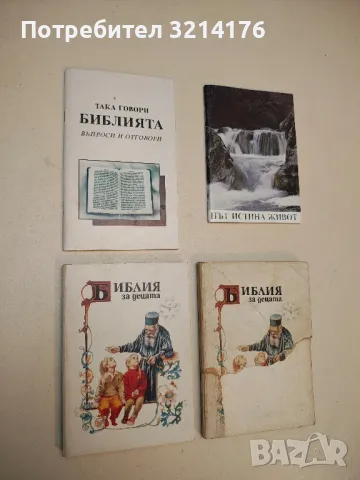 Потребител 3214176
ТАКА ГОВОРИ
БИБЛИЯТА
ВЪПРОСИ И ОТГОВОРИ
ПЪТ ИСТИНА ЖИВОТ
БИБЛИЯ
за децата
БИБЛИЯ
за децата
BAZAR
bg